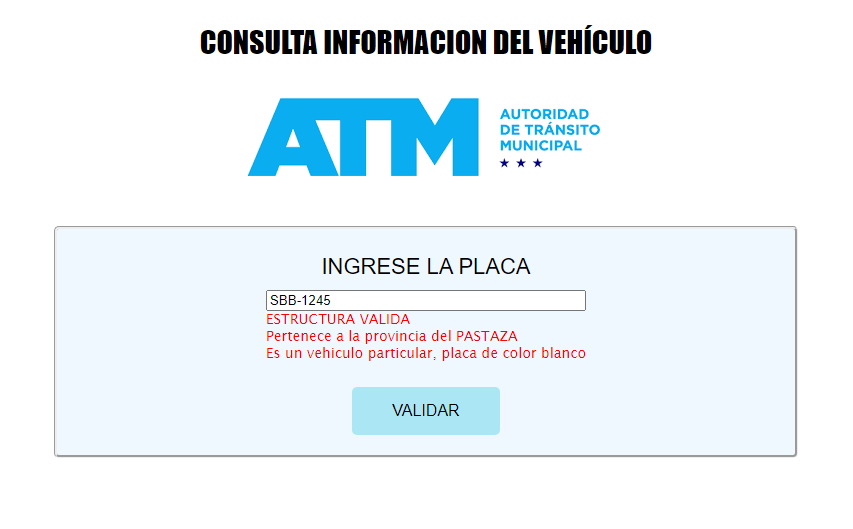 CONSULTA INFORMACION DEL VEHÍCULO
ATM
AUTORIDAD
DE TRÁNSITO
MUNICIPAL
INGRESE LA PLACA
SBB-1245
ESTRUCTURA VALIDA
Pertenece a la provincia del PASTAZA
Es un vehiculo particular, placa de color blanco
VALIDAR